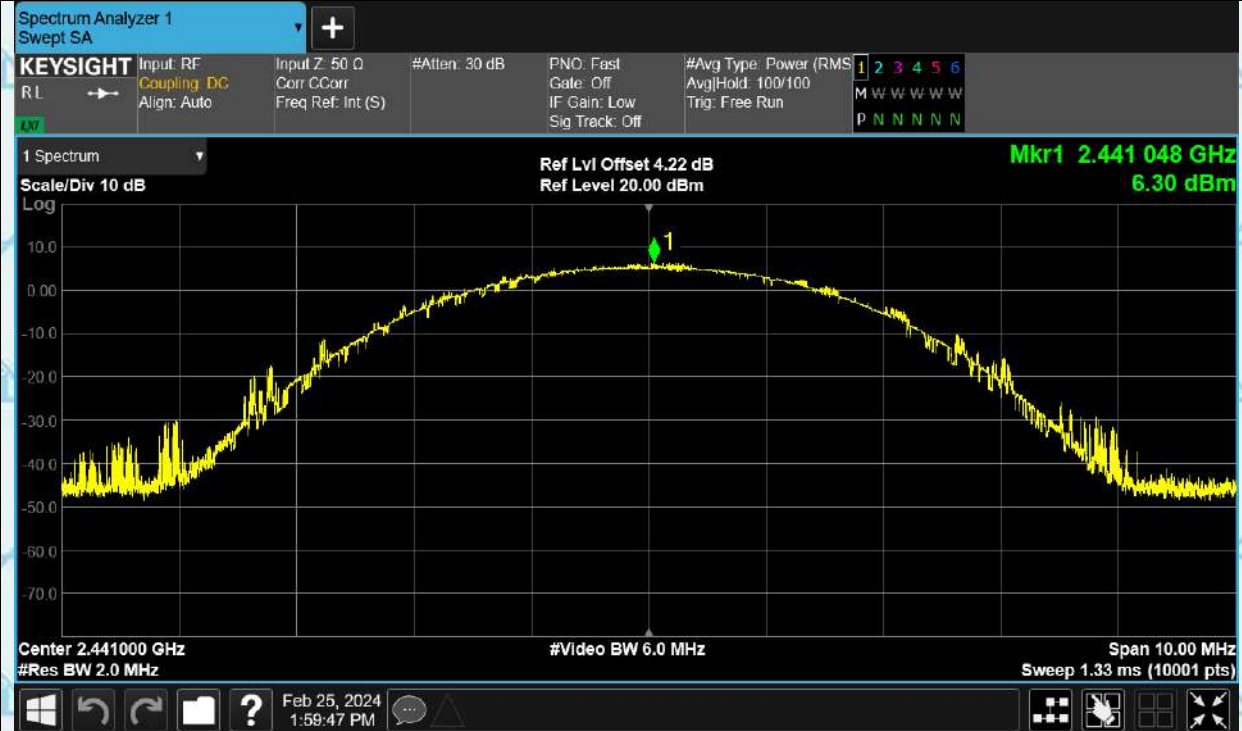 Spectrum Analyzer 1
Swept SA
+
KEYSIGHT
RL
LXI
Input: RF
Coupling: DC
Align: Auto
Input Z: 50 Ω
Corr CCorr
Freq Ref: Int (S)
#Atten: 30 dB
PNO: Fast
Gate: Off
IF Gain: Low
Sig Track: Off
#Avg Type: Power (RMS
Avg|Hold: 100/100
Trig: Free Run
1 2 3 4 5 6
M W W W W W
P N N N N N
1 Spectrum
Scale/Div 10 dB
Log
Ref Lvl Offset 4.22 dB
Ref Level 20.00 dBm
Mkr1 2.441 048 GHz
6.30 dBm
1
10.0
0.00
-10.0
-20.0
-30.0
-40.0
-50.0
-60.0
-70.0
Center 2.441000 GHz
#Res BW 2.0 MHz
#Video BW 6.0 MHz
Span 10.00 MHz
Sweep 1.33 ms (10001 pts)
?
Feb 25, 2024
1:59:47 PM